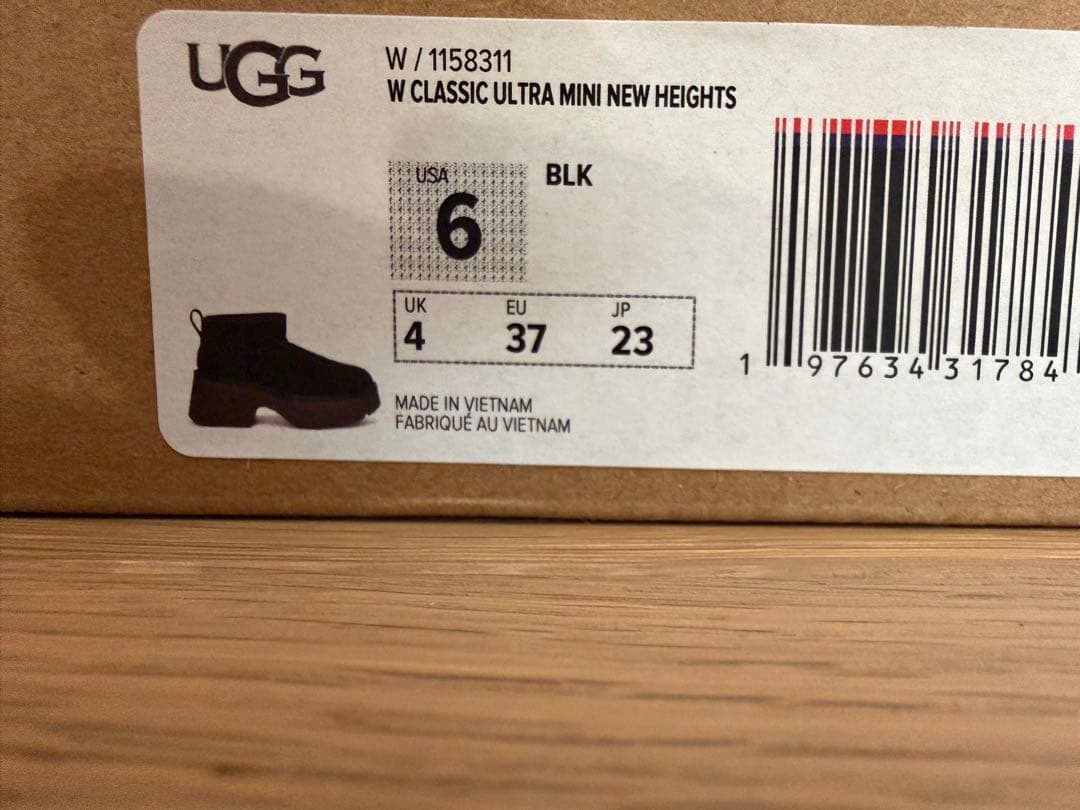 UGG
W / 1158311
W CLASSIC ULTRA MINI NEW HEIGHTS
USA
BLK
6
UK EU JP
4 37 23
MADE IN VIETNAM
FABRIQUÉ AU VIETNAM
1 97634 31784